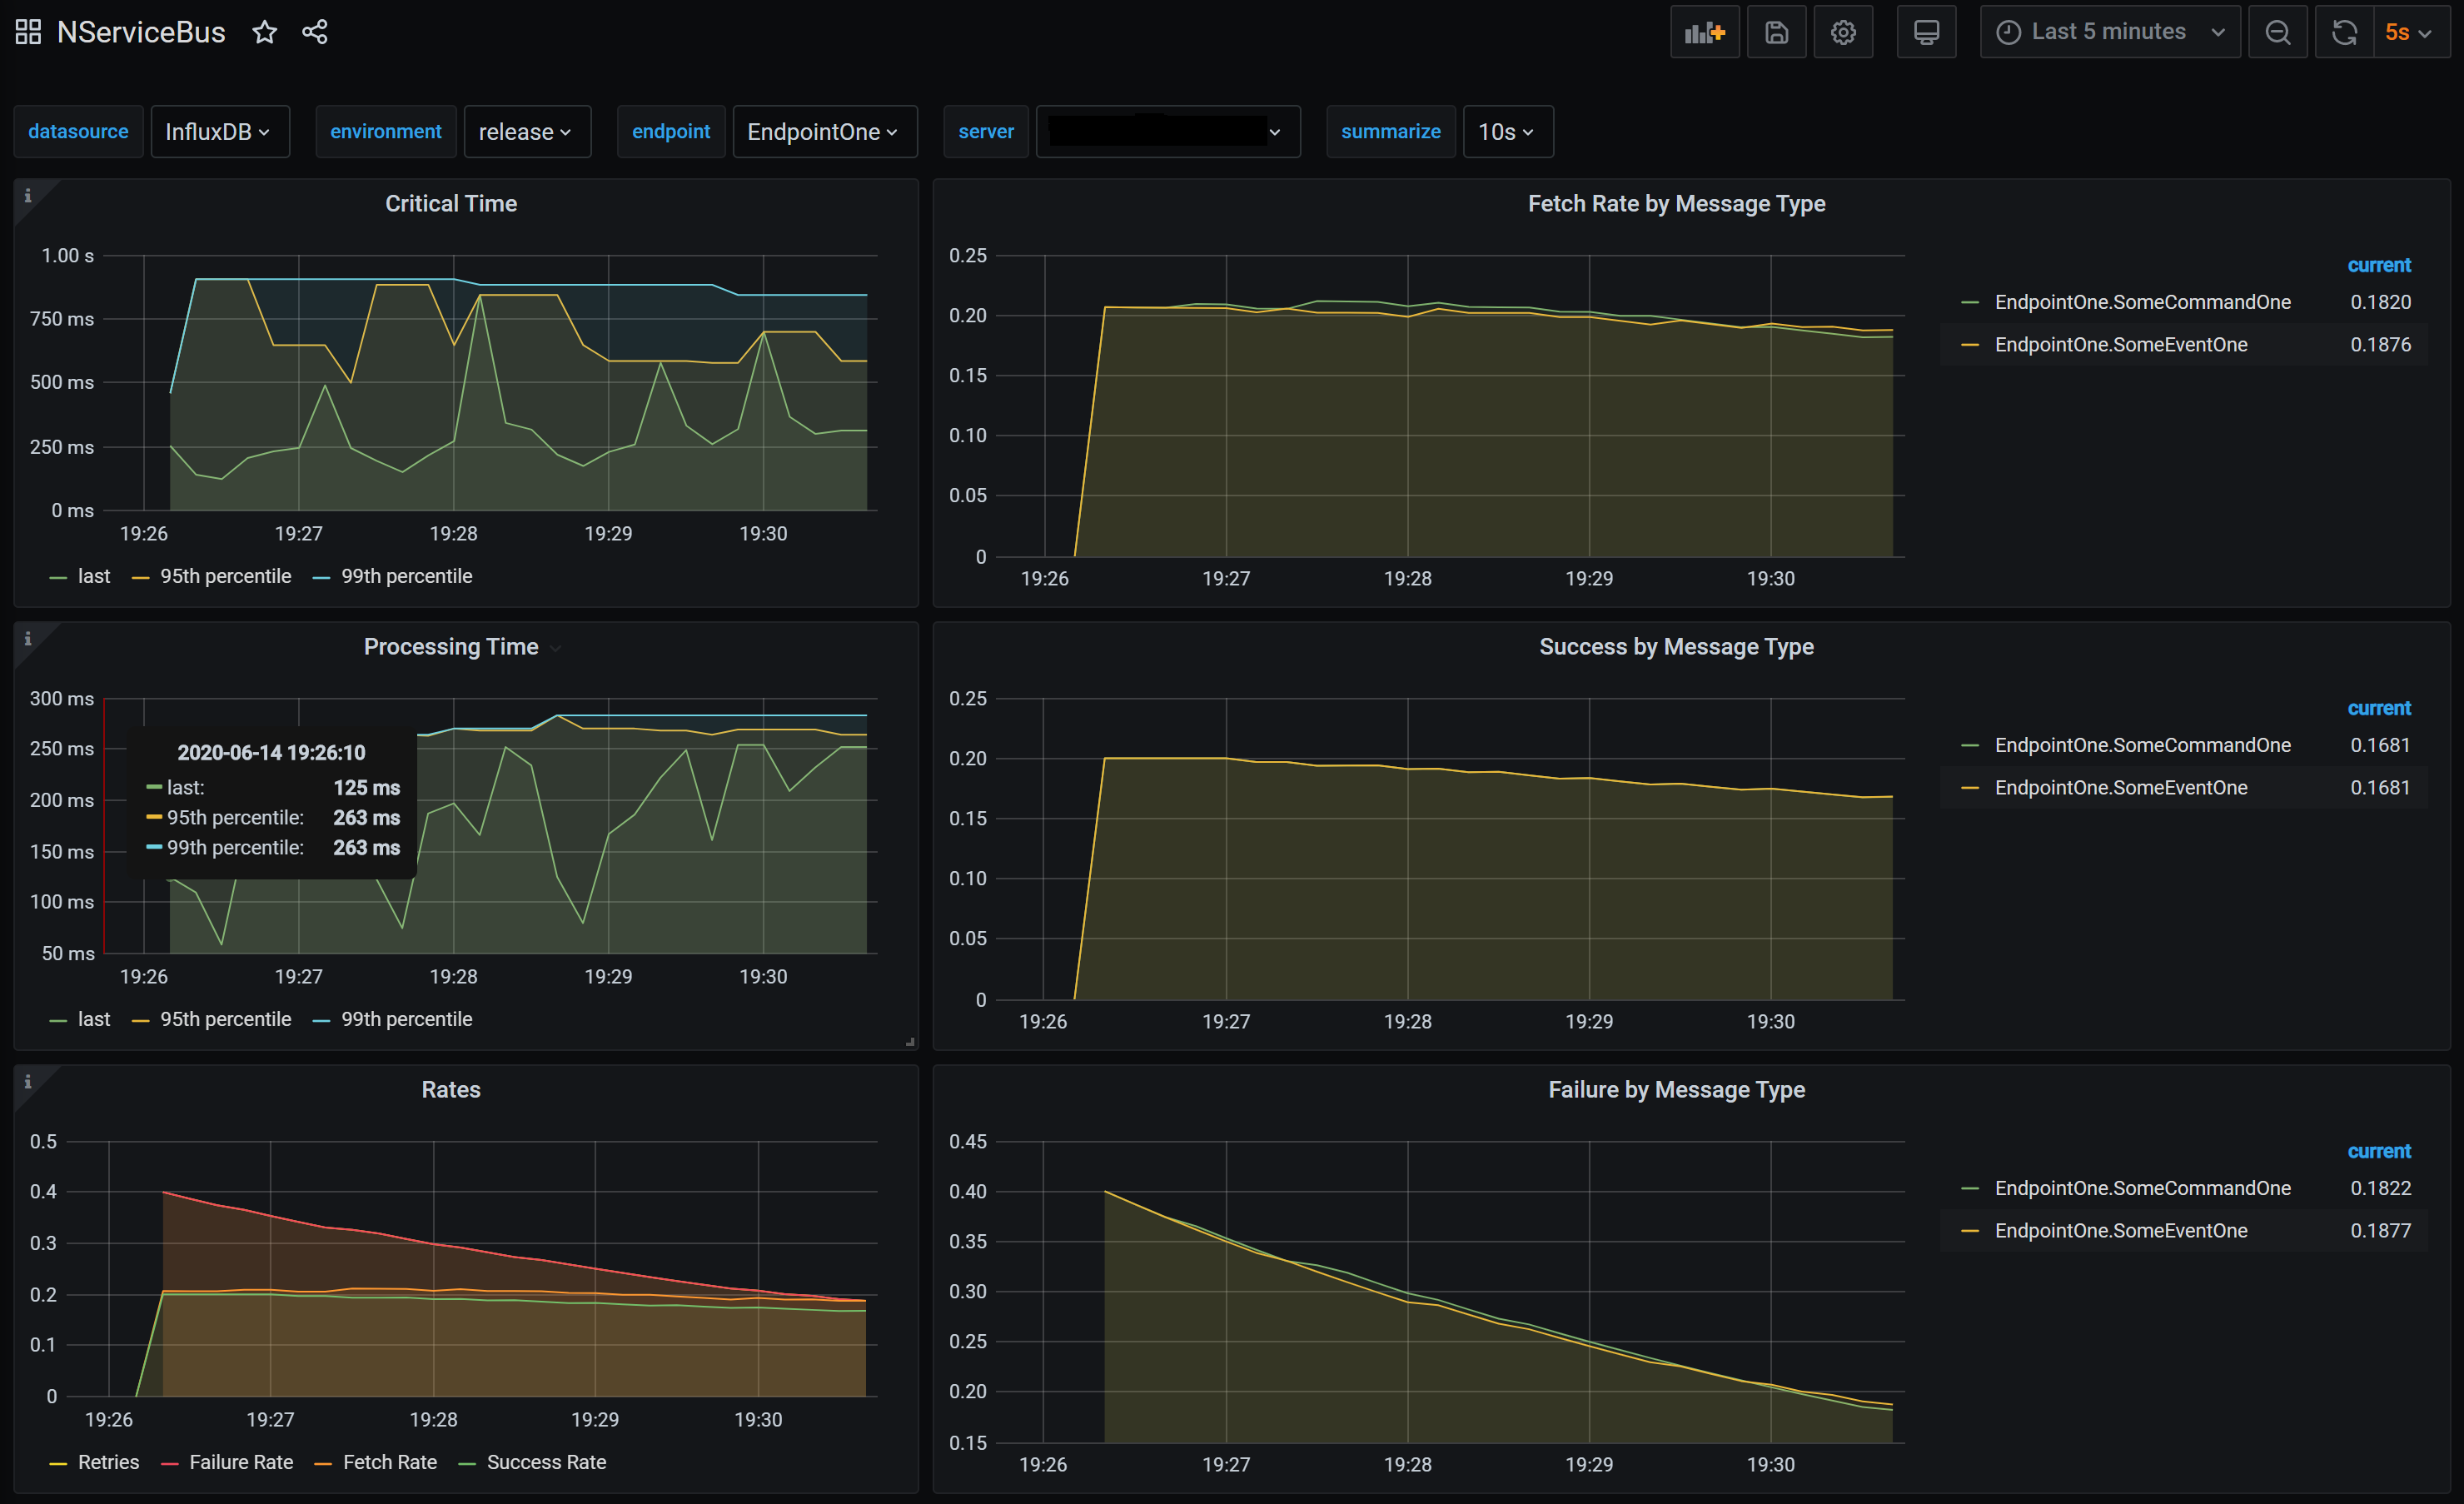 NServiceBus
Last 5 minutes
5s
datasource InfluxDB environment release endpoint EndpointOne server summarize 10s
Critical Time
1.00 s
750 ms
500 ms
250 ms
0 ms
19:26 19:27 19:28 19:29 19:30
last 95th percentile 99th percentile
Fetch Rate by Message Type
0.25
0.20
0.15
0.10
0.05
0
19:26 19:27 19:28 19:29 19:30
current
EndpointOne.SomeCommandOne 0.1820
EndpointOne.SomeEventOne 0.1876
Processing Time
300 ms
250 ms
200 ms
150 ms
100 ms
50 ms
2020-06-14 19:26:10
last: 125 ms
95th percentile: 263 ms
99th percentile: 263 ms
19:26 19:27 19:28 19:29 19:30
last 95th percentile 99th percentile
Success by Message Type
0.25
0.20
0.15
0.10
0.05
0
19:26 19:27 19:28 19:29 19:30
current
EndpointOne.SomeCommandOne 0.1681
EndpointOne.SomeEventOne 0.1681
Rates
0.5
0.4
0.3
0.2
0.1
0
19:26 19:27 19:28 19:29 19:30
Retries Failure Rate Fetch Rate Success Rate
Failure by Message Type
0.45
0.40
0.35
0.30
0.25
0.20
0.15
19:26 19:27 19:28 19:29 19:30
current
EndpointOne.SomeCommandOne 0.1822
EndpointOne.SomeEventOne 0.1877